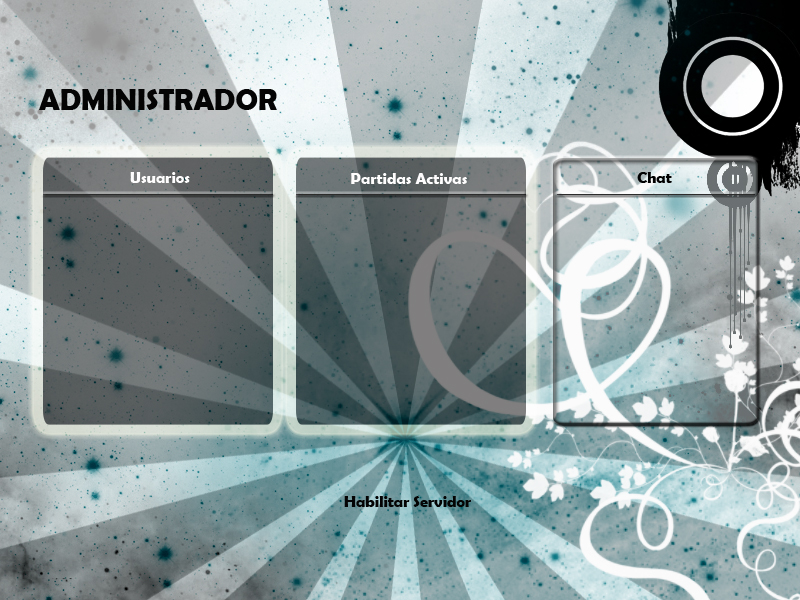 ADMINISTRADOR
Usuarios
Partidas Activas
Chat
Habilitar Servidor